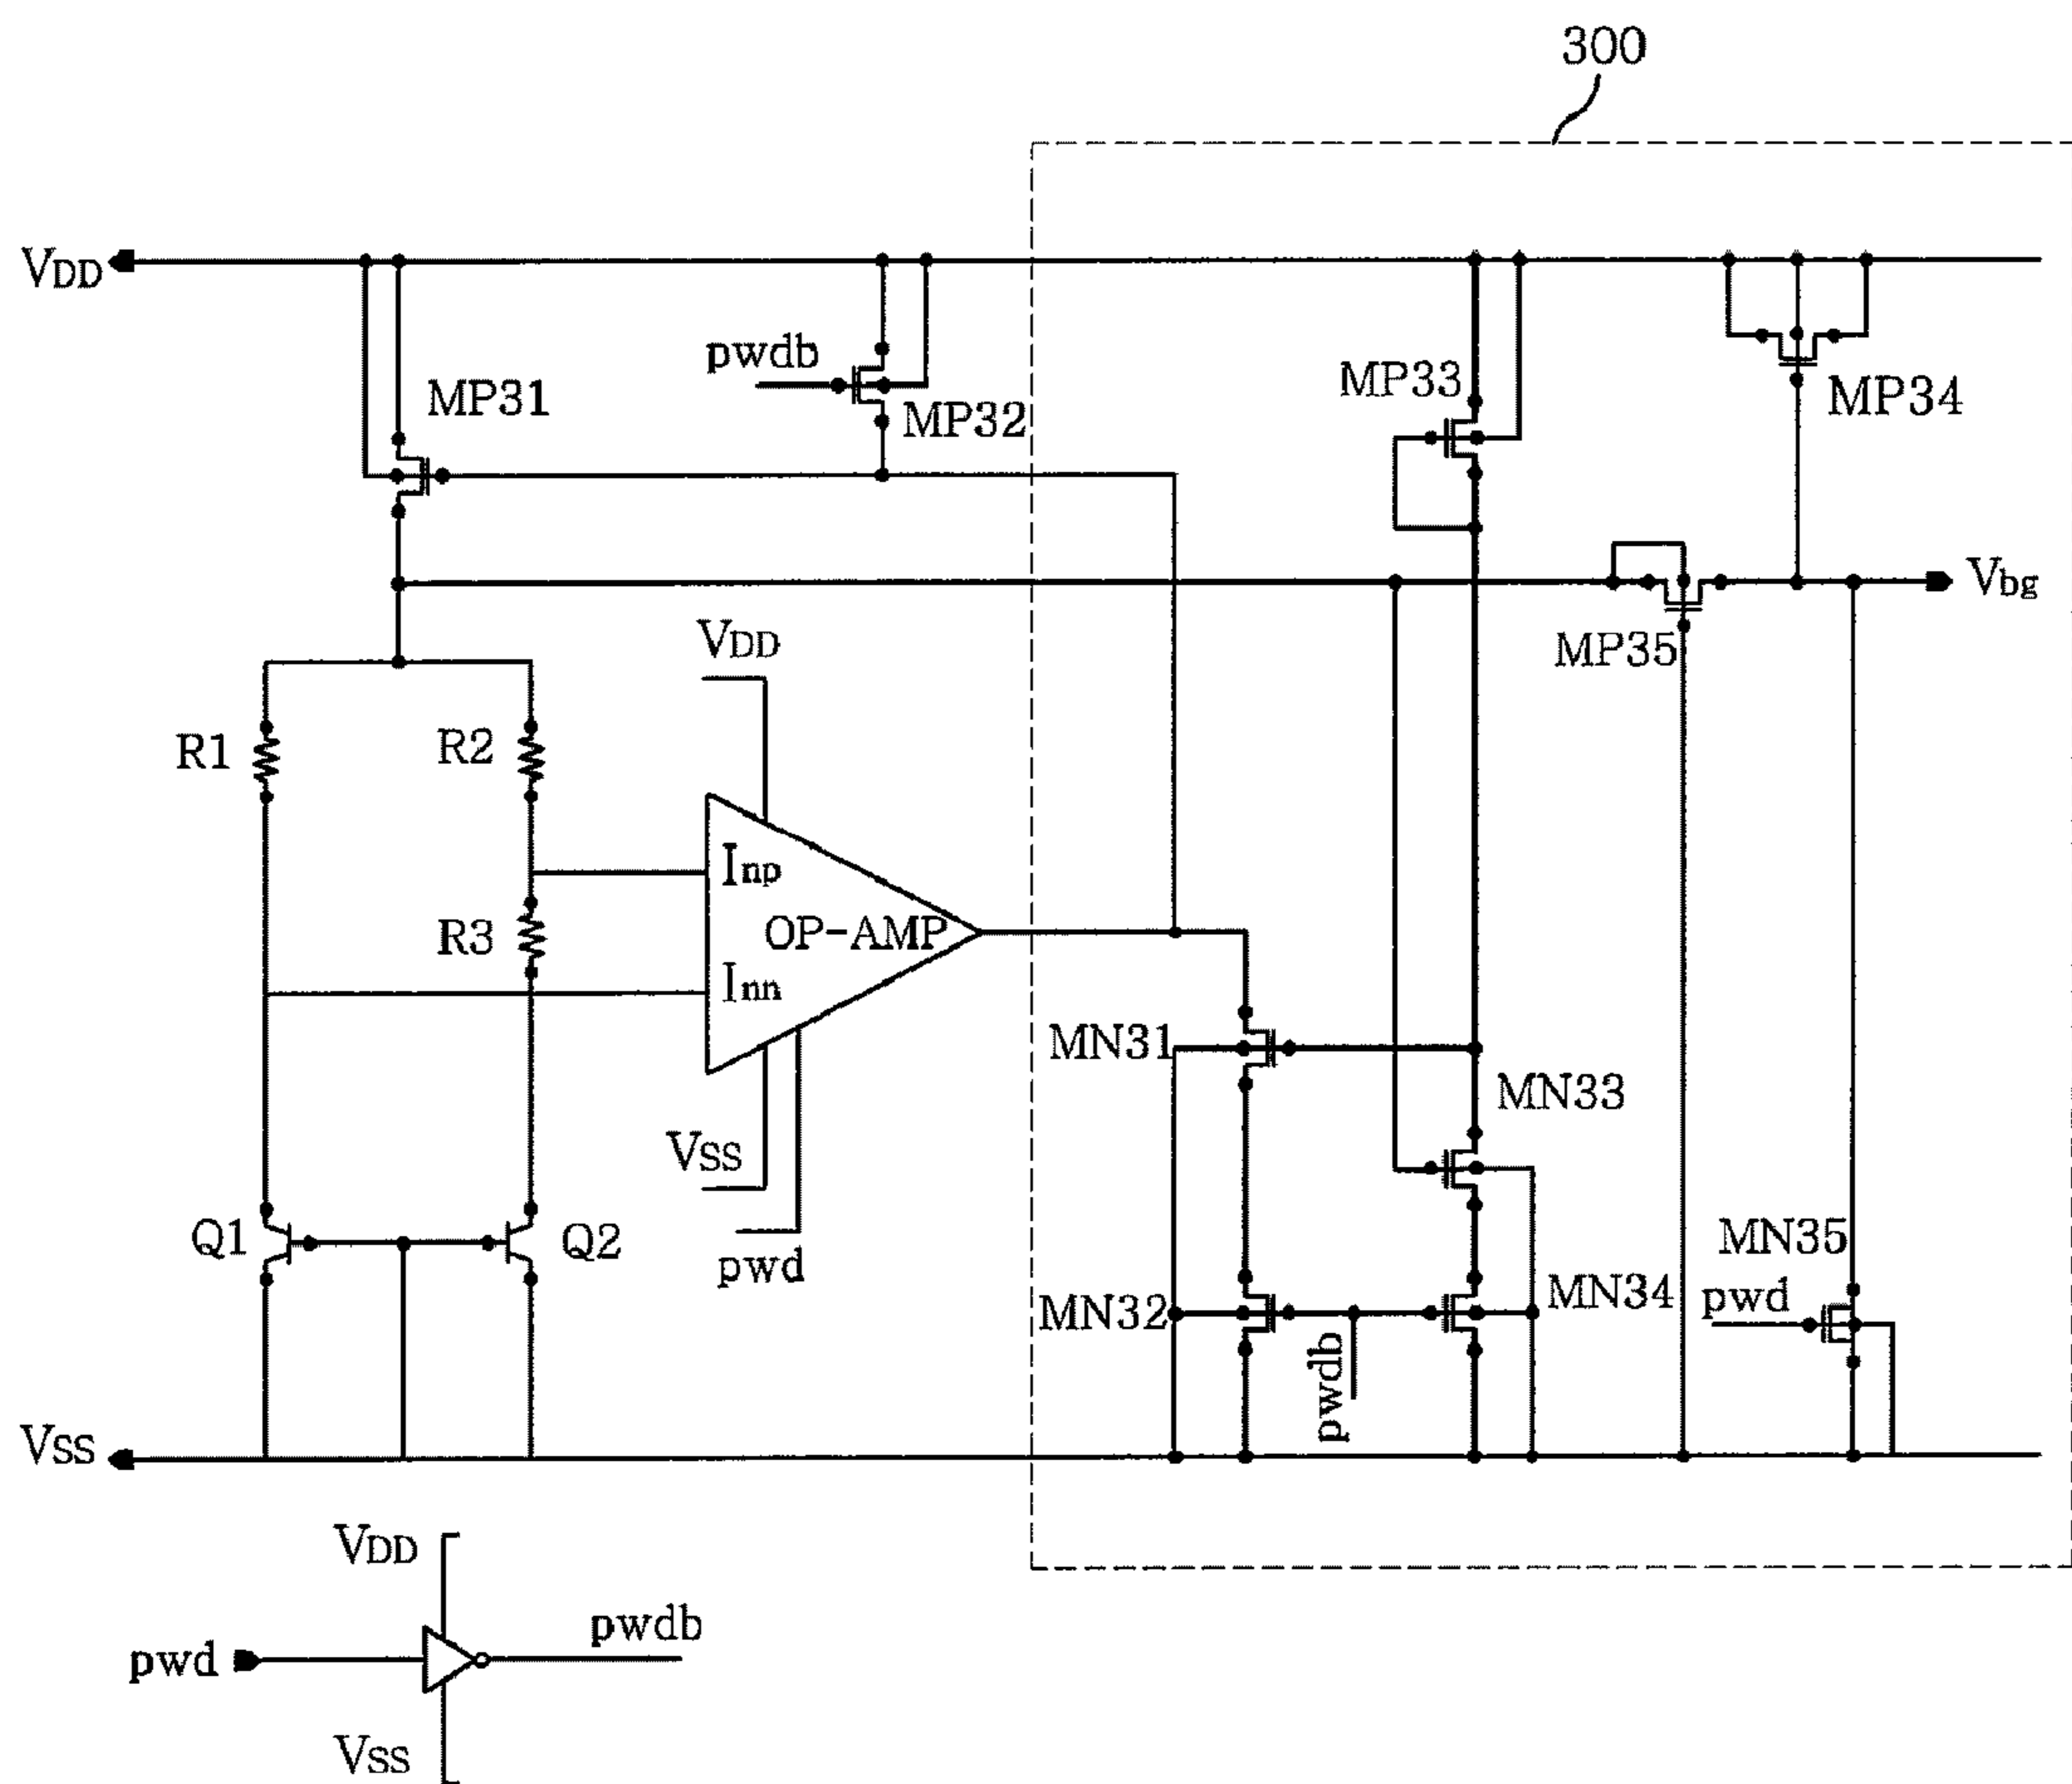 300
VDD
pwdb
MP31
MP32
MP33
MP34
Vbg
MP35
VDD
R1
R2
Inp
OP-AMP
R3
Inn
MN31
MN33
VSS
pwd
Q1
Q2
MN32
MN34
MN35
pwd
pwdb
VSS
VDD
pwd
pwdb
VSS